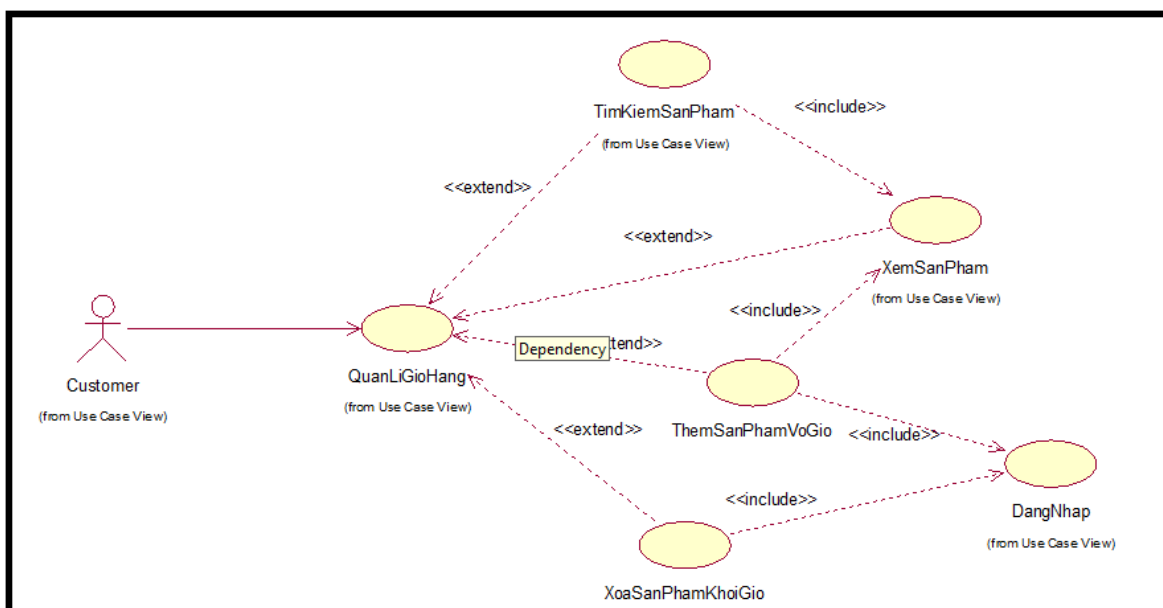 TimKiemSanPham
(from Use Case View)
<<include>>
<<extend>>
<<extend>>
XemSanPham
(from Use Case View)
<<include>>
Dependency
tend>>
Customer
(from Use Case View)
QuanLiGioHang
(from Use Case View)
<<extend>>
ThemSanPhamVoGio
<<include>>
<<include>>
DangNhap
(from Use Case View)
XoaSanPhamKhoiGio